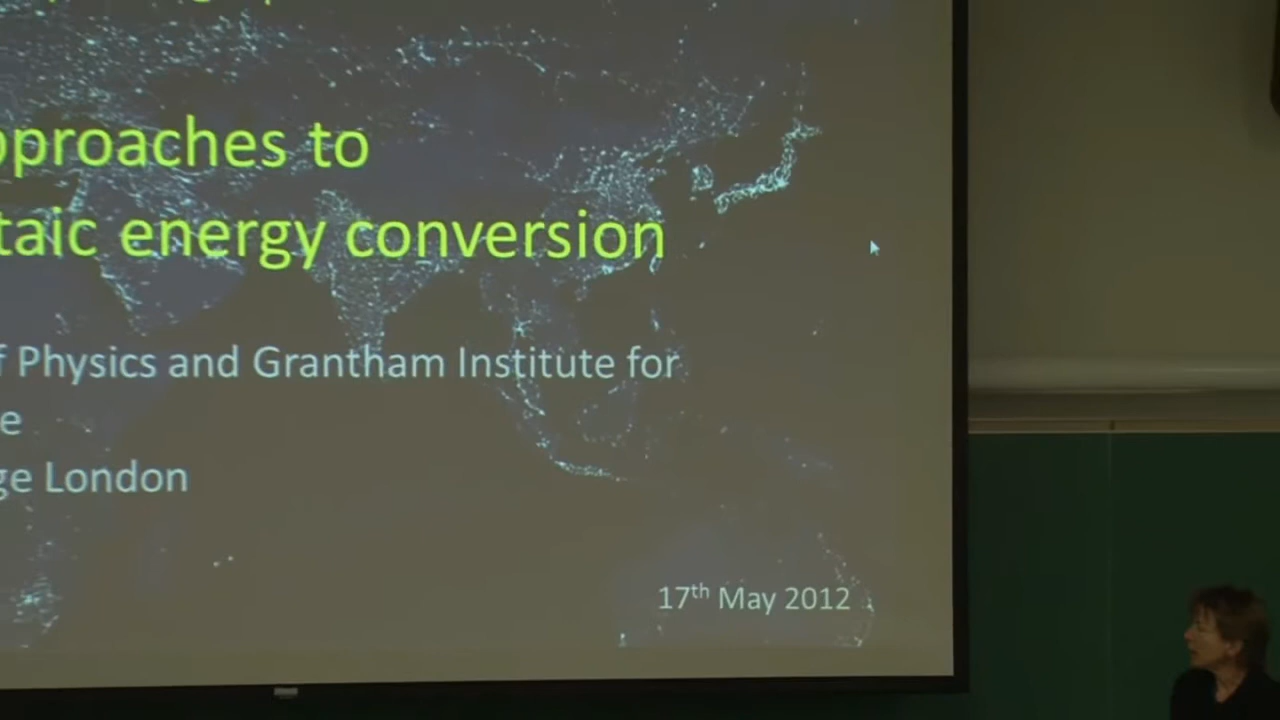 pproaches to
taic energy conversion
f Physics and Grantham Institute for
e
ge London
17th May 2012